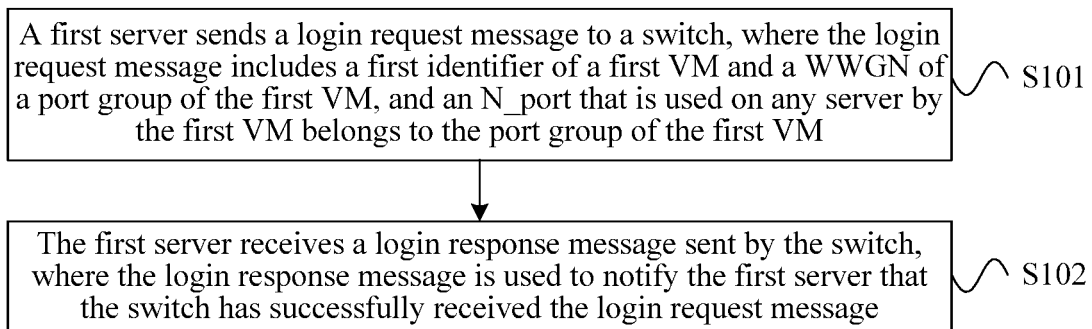 A first server sends a login request message to a switch, where the login
request message includes a first identifier of a first VM and a WWGN of
a port group of the first VM, and an N_port that is used on any server by
the first VM belongs to the port group of the first VM
S101
The first server receives a login response message sent by the switch,
where the login response message is used to notify the first server that
the switch has successfully received the login request message
S102